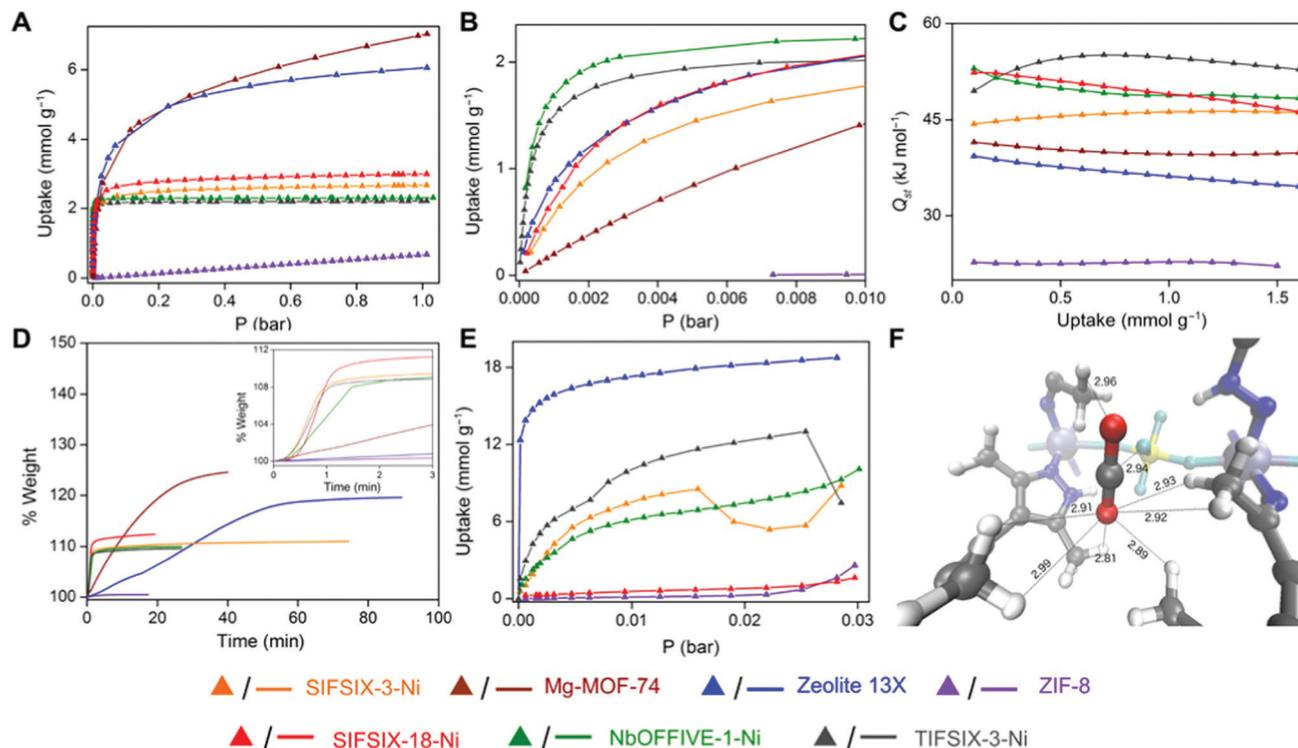 A
Uptake (mmol g⁻¹)
6
4
2
0
0.0 0.2 0.4 0.6 0.8 1.0
P (bar)
B
Uptake (mmol g⁻¹)
2
1
0
0.000 0.002 0.004 0.006 0.008 0.010
P (bar)
C
Qst (kJ mol⁻¹)
60
45
30
0.0 0.5 1.0 1.5
Uptake (mmol g⁻¹)
D
% Weight
150
140
130
120
110
100
0 20 40 60 80 100
Time (min)
% Weight
112
108
104
100
0 1 2 3
Time (min)
E
Uptake (mmol g⁻¹)
18
12
6
0
0.00 0.01 0.02 0.03
P (bar)
F
2.96
2.94
2.93
2.91
2.92
2.89
2.81
2.99
/ SIFSIX-3-Ni / Mg-MOF-74 / Zeolite 13X / ZIF-8
/ SIFSIX-18-Ni / NbOFFIVE-1-Ni / TIFSIX-3-Ni